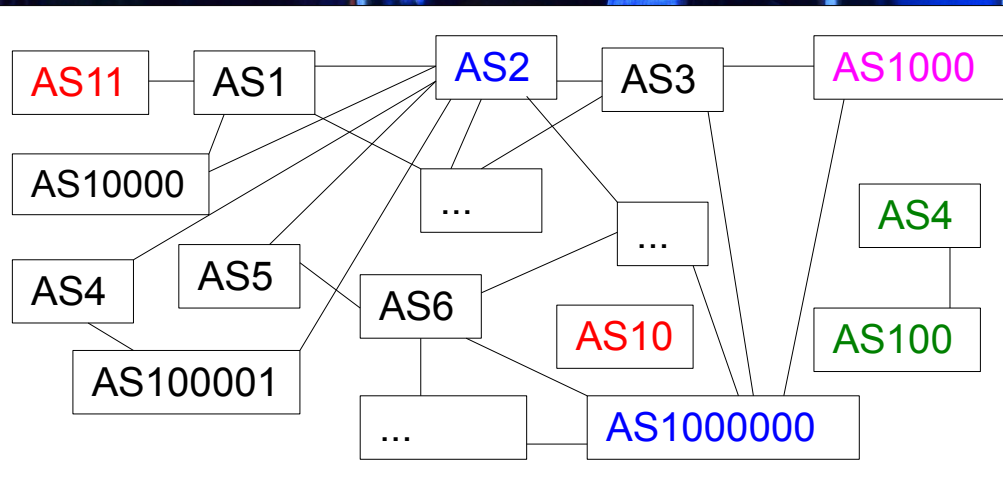 AS11
AS1
AS2
AS3
AS1000
AS10000
...
AS4
...
AS4
AS5
AS6
AS10
AS100
AS100001
...
AS1000000